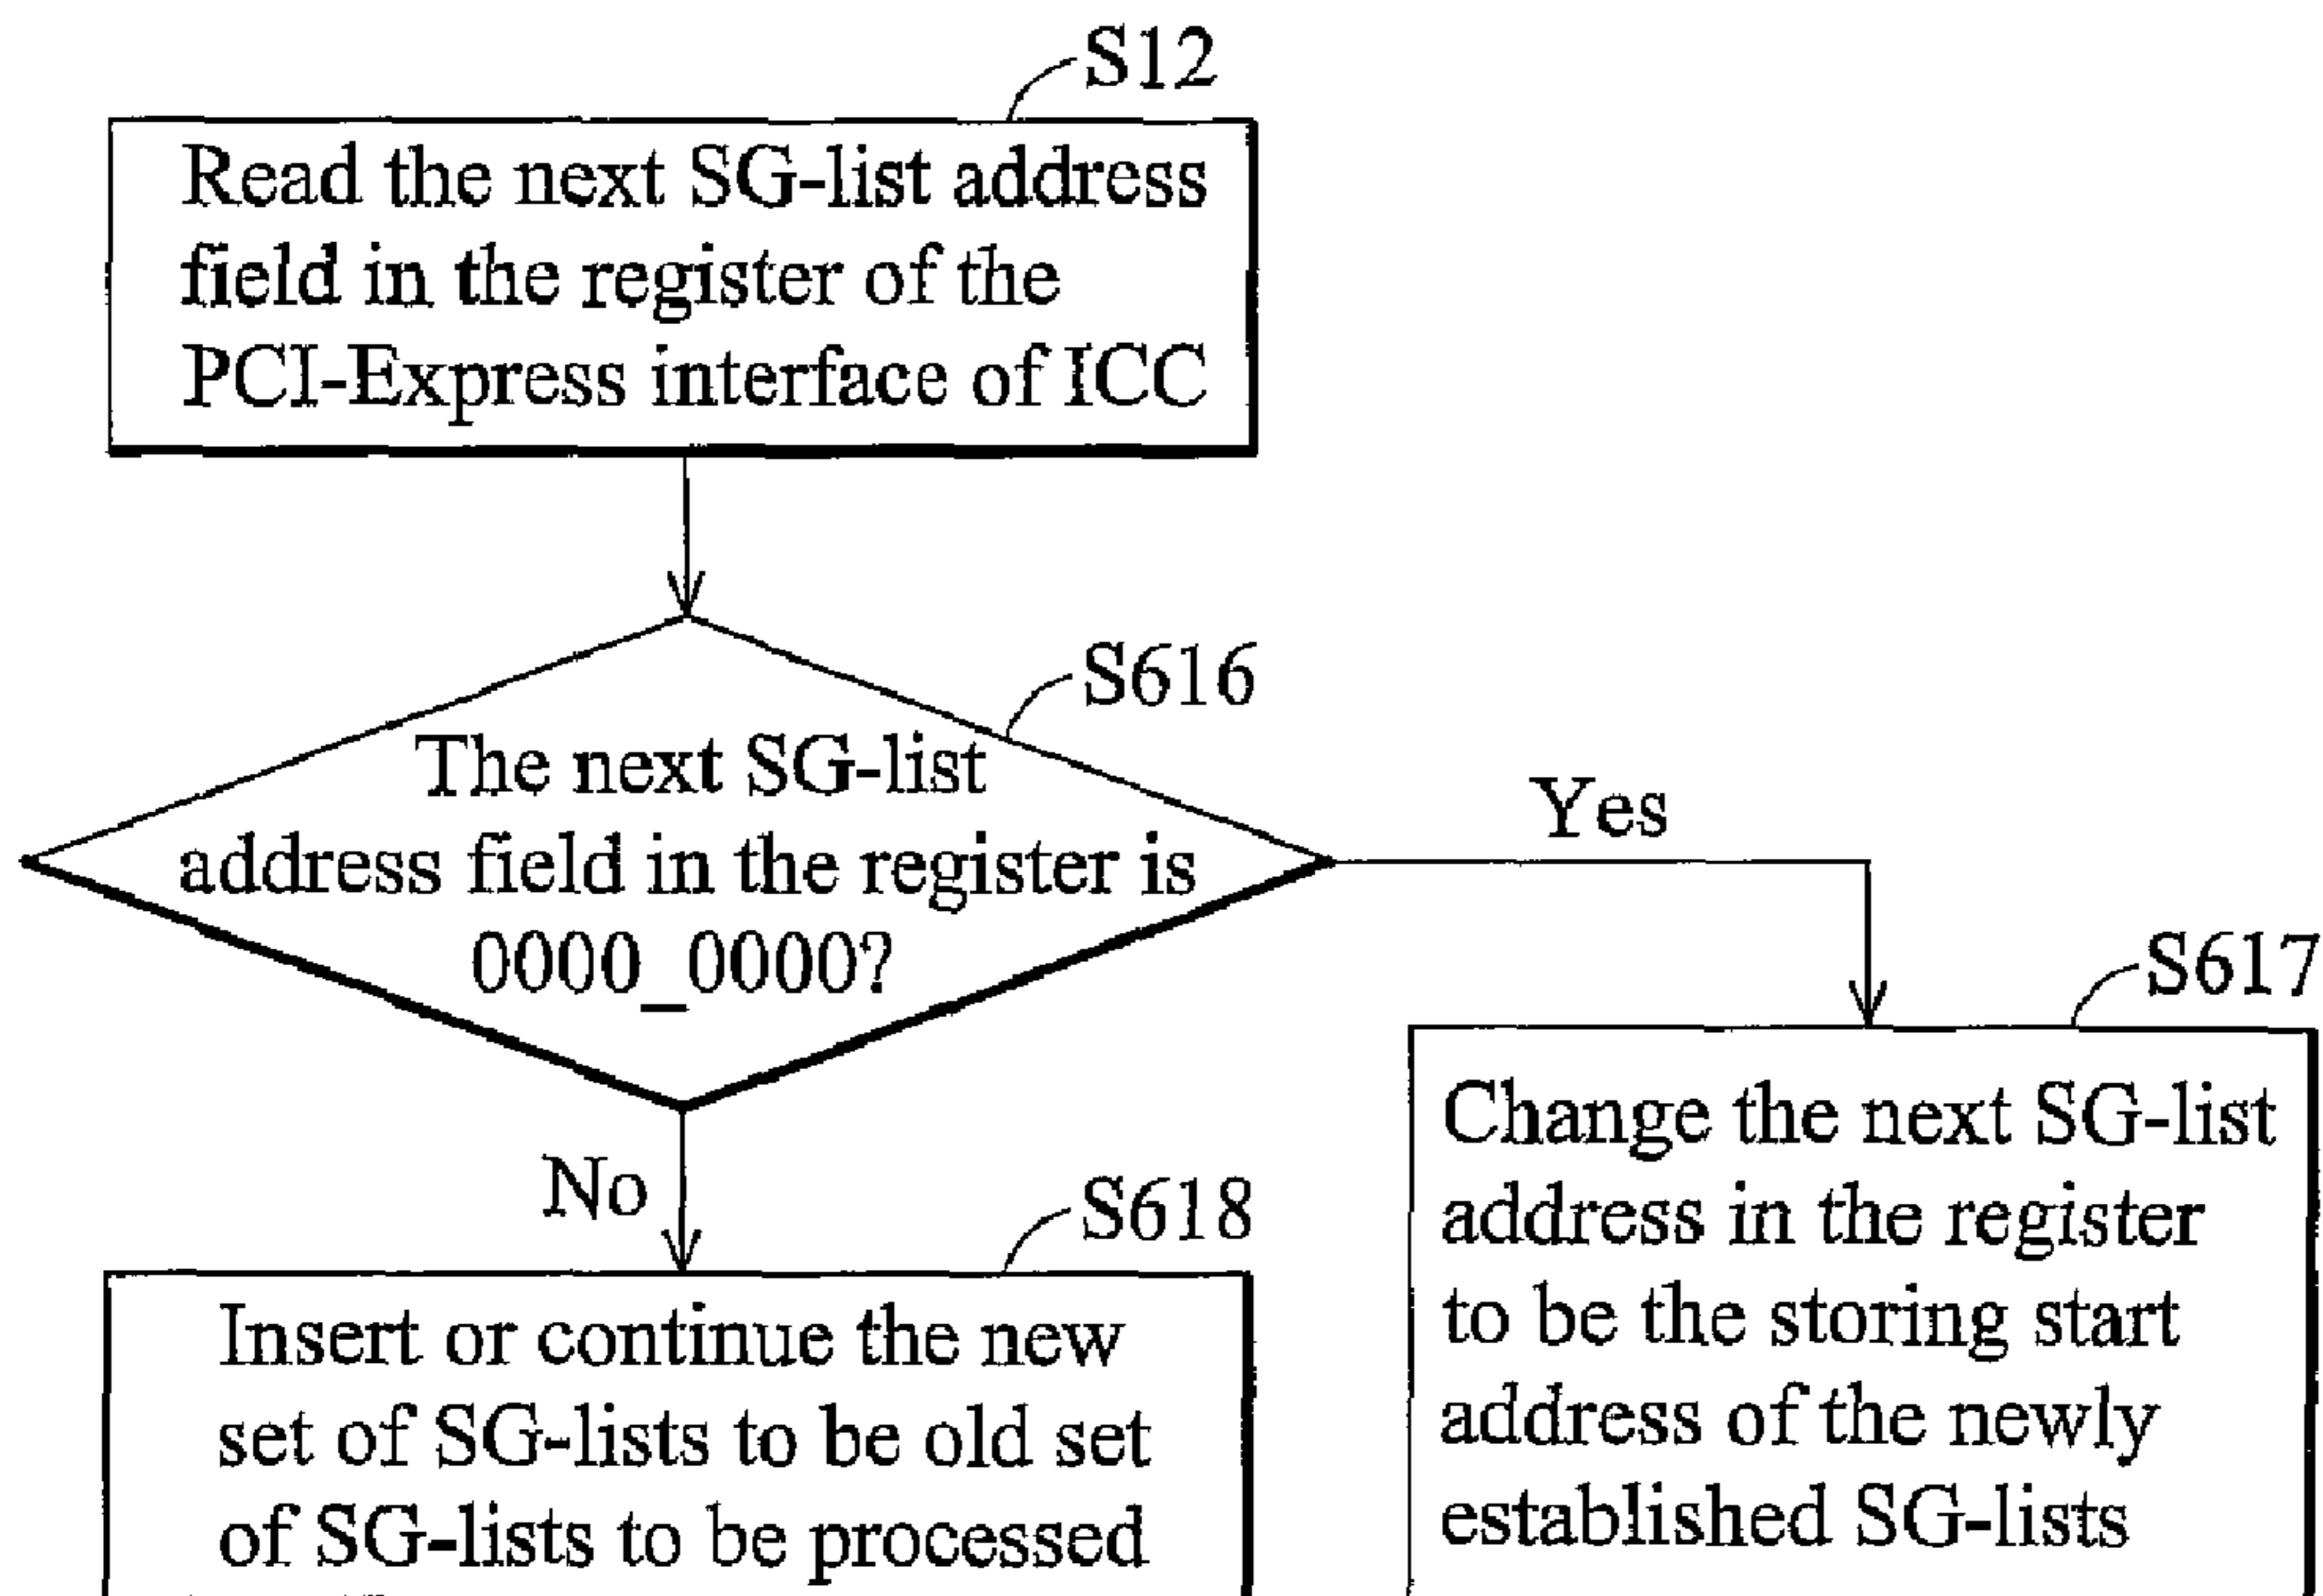 S12
Read the next SG-list address
field in the register of the
PCI-Express interface of ICC
S616
The next SG-list
address field in the register is
0000_0000?
Yes
No
S617
Change the next SG-list
address in the register
to be the storing start
address of the newly
established SG-lists
S618
Insert or continue the new
set of SG-lists to be old set
of SG-lists to be processed